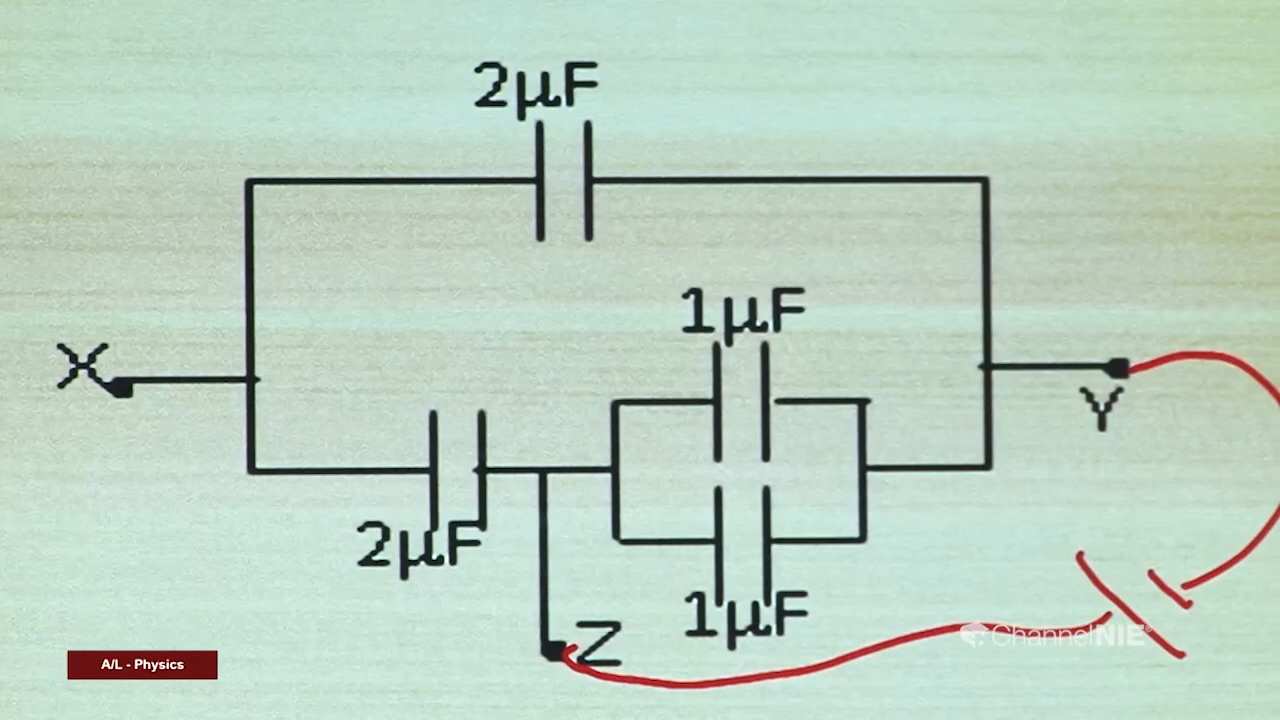 2μF
1μF
X
Y
2μF
1μF
Z
ChannelNIE®
A/L - Physics